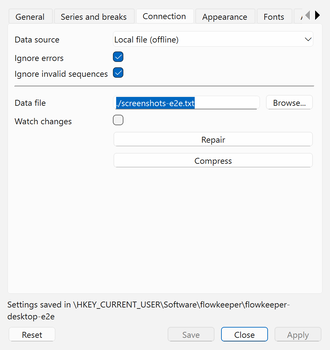 General Series and breaks Connection Appearance Fonts
Data source Local file (offline)
Ignore errors
Ignore invalid sequences
Data file ./screenshots-e2e.txt Browse...
Watch changes
Repair
Compress
Settings saved in \HKEY_CURRENT_USER\Software\flowkeeper\flowkeeper-
desktop-e2e
Reset Save Close Apply